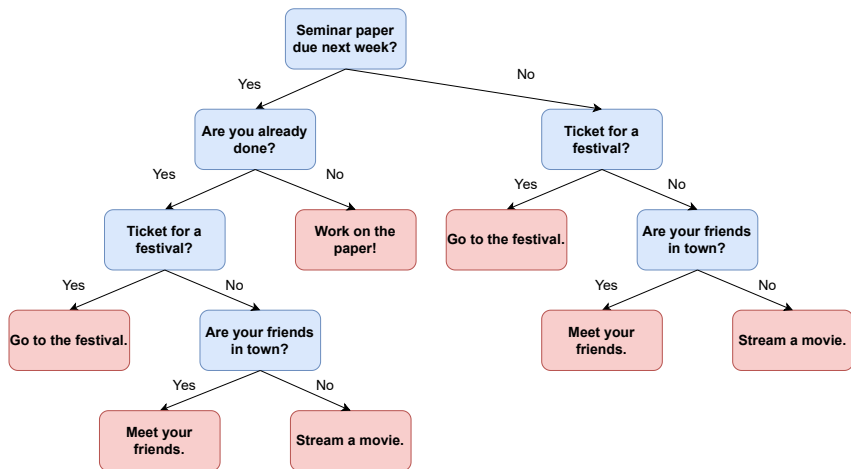 Seminar paper
due next week?
Yes
No
Are you already
done?
Ticket for a
festival?
Yes
No
Yes
No
Ticket for a
festival?
Work on the
paper!
Go to the festival.
Are your friends
in town?
Yes
No
Yes
No
Go to the festival.
Are your friends
in town?
Meet your
friends.
Stream a movie.
Yes
No
Meet your
friends.
Stream a movie.